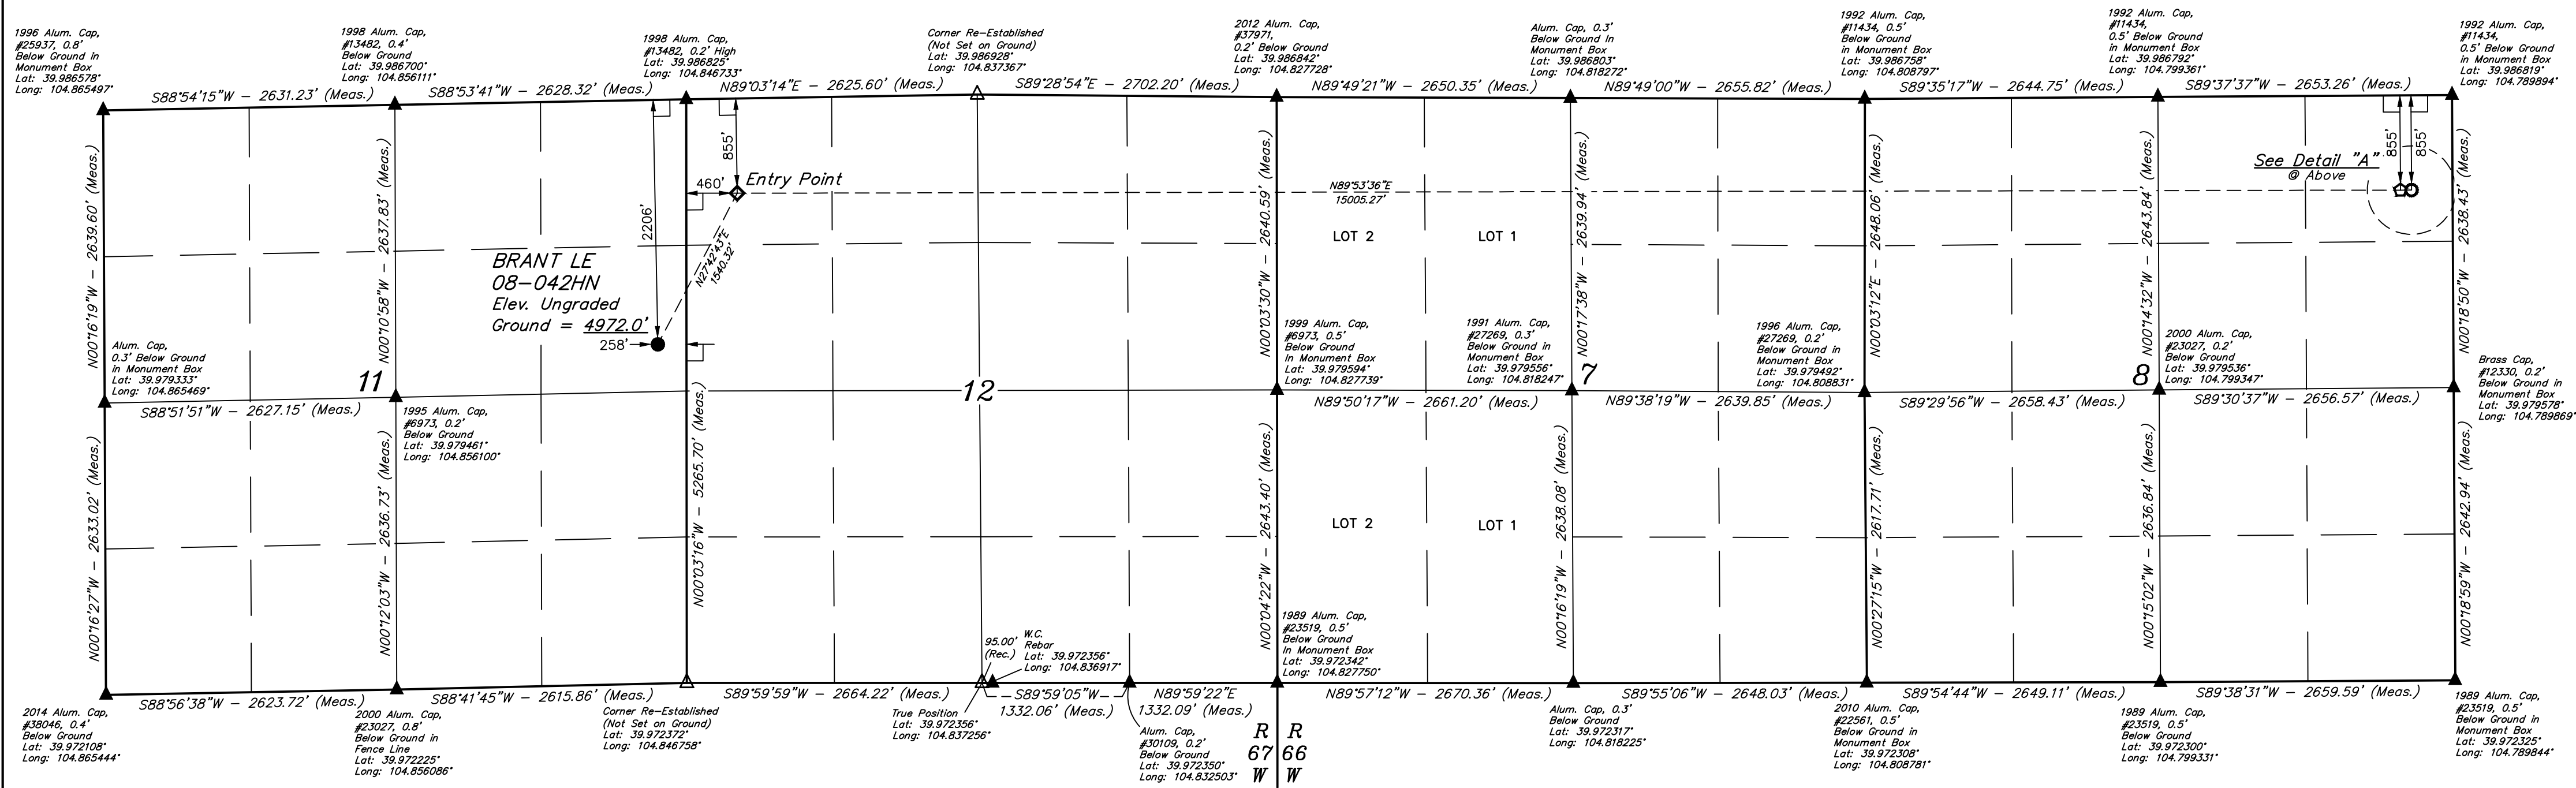 1996 Alum. Cap,
#25937, 0.8'
Below Ground in
Monument Box
Lat: 39.986578°
Long: 104.865497°
1998 Alum. Cap,
#13482, 0.4'
Below Ground
Lat: 39.986700°
Long: 104.856111°
1998 Alum. Cap,
#13482, 0.2' High
Lat: 39.986825°
Long: 104.846733°
Corner Re-Established
(Not Set on Ground)
Lat: 39.986928°
Long: 104.837367°
2012 Alum. Cap,
#37971,
0.2' Below Ground
Lat: 39.986842°
Long: 104.827728°
Alum. Cap, 0.3'
Below Ground In
Monument Box
Lat: 39.986803°
Long: 104.818272°
1992 Alum. Cap,
#11434, 0.5'
Below Ground
in Monument Box
Lat: 39.986758°
Long: 104.808797°
1992 Alum. Cap,
#11434,
0.5' Below Ground
in Monument Box
Lat: 39.986792°
Long: 104.799361°
1992 Alum. Cap,
#11434,
0.5' Below Ground
in Monument Box
Lat: 39.986819°
Long: 104.789894°
S88°54'15"W - 2631.23' (Meas.)
S88°53'41"W - 2628.32' (Meas.)
N89°03'14"E - 2625.60' (Meas.)
S89°28'54"E - 2702.20' (Meas.)
N89°49'21"W - 2650.35' (Meas.)
N89°49'00"W - 2655.82' (Meas.)
S89°35'17"W - 2644.75' (Meas.)
S89°37'37"W - 2653.26' (Meas.)
N00°16'19"W - 2639.60' (Meas.)
N00°10'58"W - 2637.83' (Meas.)
2206'
855'
460'
Entry Point
N27°42'43"E
1540.32'
N89°53'36"E
15005.27'
N00°03'30"W - 2640.59' (Meas.)
N00°17'38"W - 2639.94' (Meas.)
N00°03'12"E - 2648.06' (Meas.)
N00°14'32"W - 2643.84' (Meas.)
See Detail "A"
@ Above
855'
855'
N00°18'50"W - 2638.43' (Meas.)
LOT 2
LOT 1
BRANT LE
08-042HN
Elev. Ungraded
Ground = 4972.0'
258'
Alum. Cap,
0.3' Below Ground
in Monument Box
Lat: 39.979333°
Long: 104.865469°
11
12
7
8
1999 Alum. Cap,
#6973, 0.5'
Below Ground
In Monument Box
Lat: 39.979594°
Long: 104.827739°
1991 Alum. Cap,
#27269, 0.3'
Below Ground in
Monument Box
Lat: 39.979556°
Long: 104.818247°
1996 Alum. Cap,
#27269, 0.2'
Below Ground in
Monument Box
Lat: 39.979492°
Long: 104.808831°
2000 Alum. Cap,
#23027, 0.2'
Below Ground
Lat: 39.979536°
Long: 104.799347°
Brass Cap,
#12330, 0.2'
Below Ground in
Monument Box
Lat: 39.979578°
Long: 104.789869°
S88°51'51"W - 2627.15' (Meas.)
1995 Alum. Cap,
#6973, 0.2'
Below Ground
Lat: 39.979461°
Long: 104.856100°
N89°50'17"W - 2661.20' (Meas.)
N89°38'19"W - 2639.85' (Meas.)
S89°29'56"W - 2658.43' (Meas.)
S89°30'37"W - 2656.57' (Meas.)
N00°16'27"W - 2633.02' (Meas.)
N00°12'03"W - 2636.73' (Meas.)
N00°03'16"W - 5265.70' (Meas.)
N00°04'22"W - 2643.40' (Meas.)
LOT 2
LOT 1
N00°16'19"W - 2638.08' (Meas.)
N00°27'15"W - 2617.71' (Meas.)
N00°15'02"W - 2636.84' (Meas.)
N00°18'59"W - 2642.94' (Meas.)
95.00'
(Rec.)
W.C.
Rebar
Lat: 39.972356°
Long: 104.836917°
1989 Alum. Cap,
#23519, 0.5'
Below Ground
In Monument Box
Lat: 39.972342°
Long: 104.827750°
S88°56'38"W - 2623.72' (Meas.)
S88°41'45"W - 2615.86' (Meas.)
S89°59'59"W - 2664.22' (Meas.)
S89°59'05"W
1332.06' (Meas.)
N89°59'22"E
1332.09' (Meas.)
N89°57'12"W - 2670.36' (Meas.)
S89°55'06"W - 2648.03' (Meas.)
S89°54'44"W - 2649.11' (Meas.)
S89°38'31"W - 2659.59' (Meas.)
2014 Alum. Cap,
#38046, 0.4'
Below Ground
Lat: 39.972108°
Long: 104.865444°
2000 Alum. Cap,
#23027, 0.8'
Below Ground in
Fence Line
Lat: 39.972225°
Long: 104.856086°
Corner Re-Established
(Not Set on Ground)
Lat: 39.972372°
Long: 104.846758°
True Position
Lat: 39.972356°
Long: 104.837256°
Alum. Cap,
#30109, 0.2'
Below Ground
Lat: 39.972350°
Long: 104.832503°
R R
67 66
W W
Alum. Cap, 0.3'
Below Ground
Lat: 39.972317°
Long: 104.818225°
2010 Alum. Cap,
#22561, 0.5'
Below Ground in
Monument Box
Lat: 39.972308°
Long: 104.808781°
1989 Alum. Cap,
#23519, 0.5'
Below Ground
Lat: 39.972300°
Long: 104.799331°
1989 Alum. Cap,
#23519, 0.5'
Below Ground in
Monument Box
Lat: 39.972325°
Long: 104.789844°